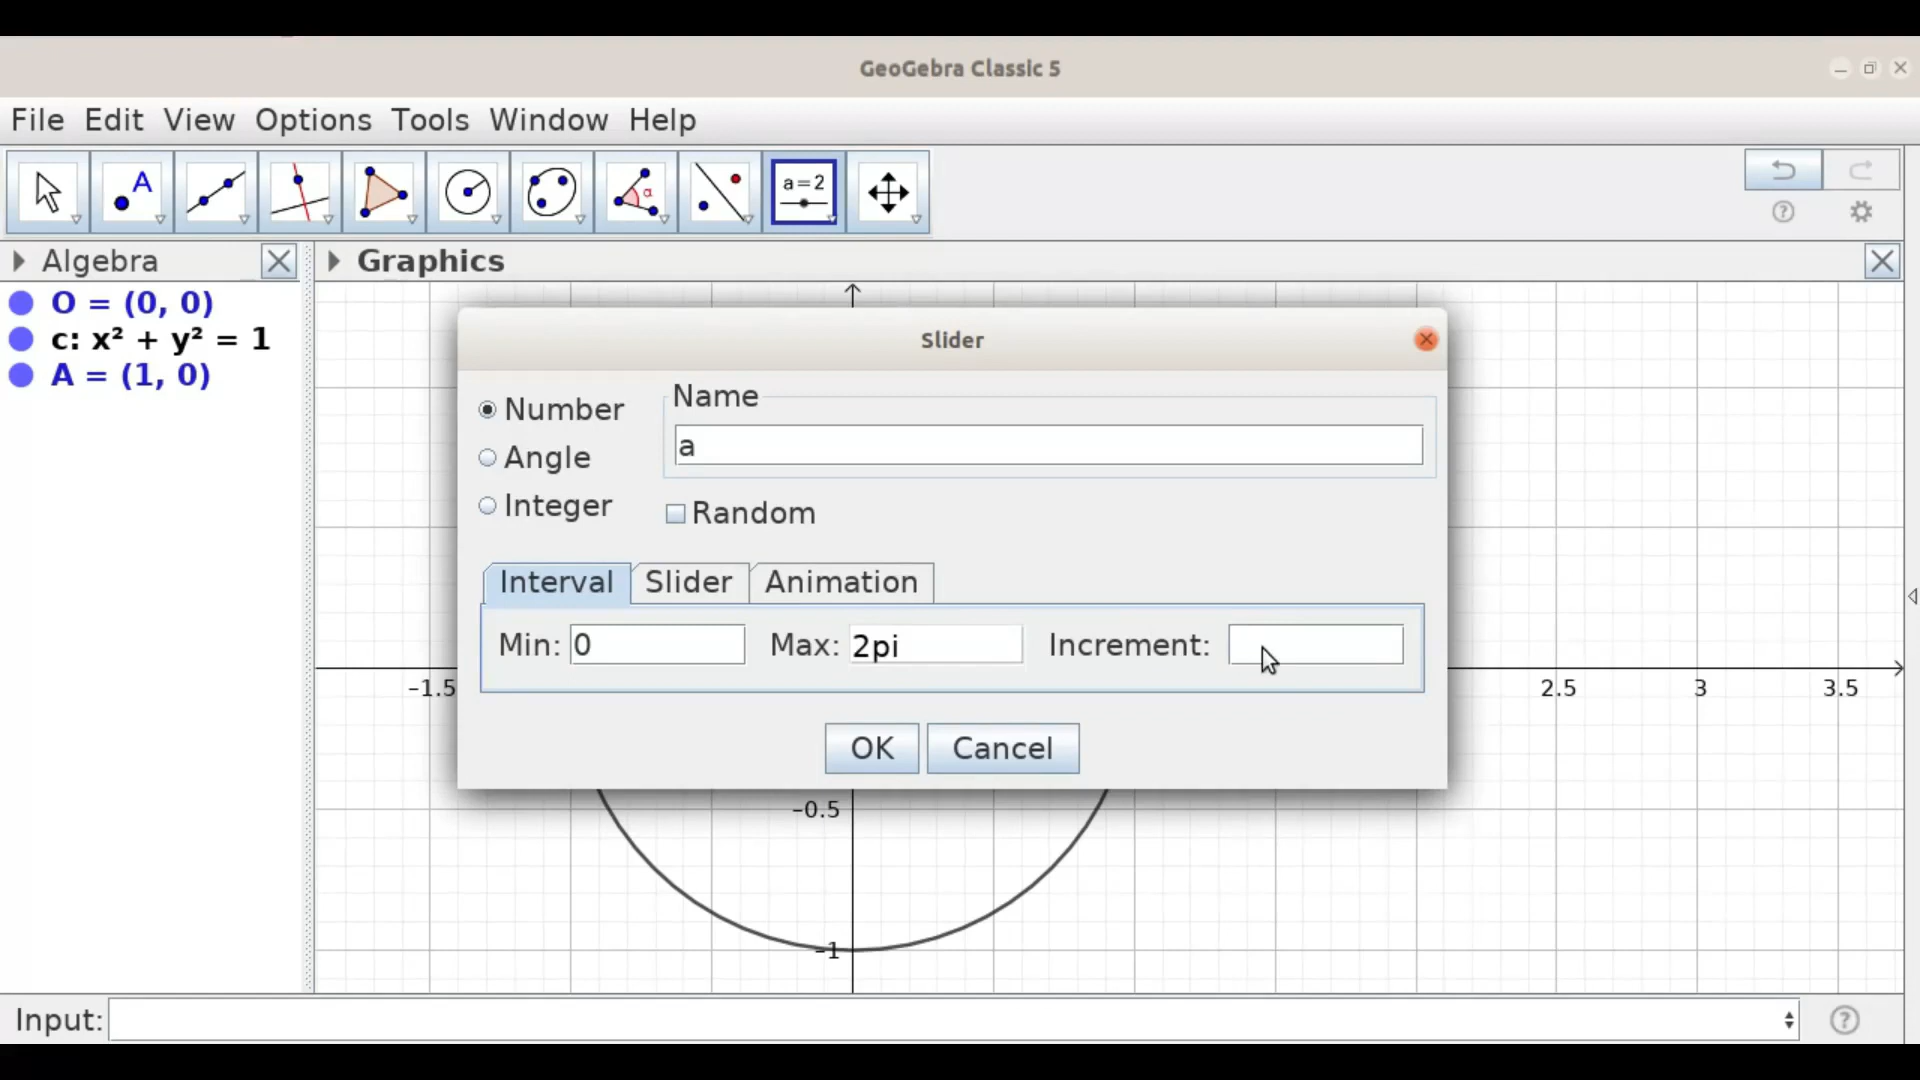 GeoGebra Classic 5
File Edit View Options Tools Window Help
A
α
a=2
Algebra
Graphics
O = (0, 0)
c: x² + y² = 1
A = (1, 0)
Slider
Number
Name
a
Angle
Integer
Random
Interval Slider Animation
Min: 0 Max: 2pi Increment:
–1.5 2.5 3 3.5
OK Cancel
–0.5
–1
Input: